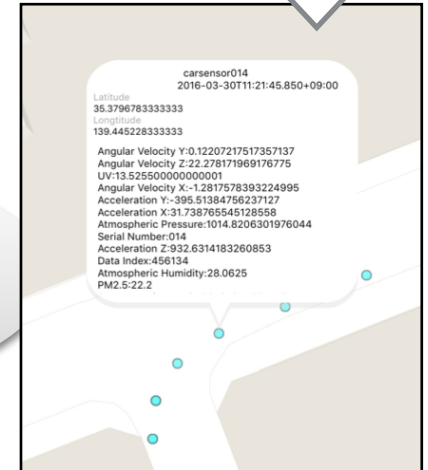 carsensor014
2016-03-30T11:21:45.850+09:00
Latitude
35.3796783333333
Longtitude
139.445228333333
Angular Velocity Y:0.12207217517357137
Angular Velocity Z:22.278171969176775
UV:13.525500000000001
Angular Velocity X:-1.2817578393224995
Acceleration Y:-395.51384756237127
Acceleration X:31.738765545128558
Atmospheric Pressure:1014.8206301976044
Serial Number:014
Acceleration Z:932.6314183260853
Data Index:456134
Atmospheric Humidity:28.0625
PM2.5:22.2